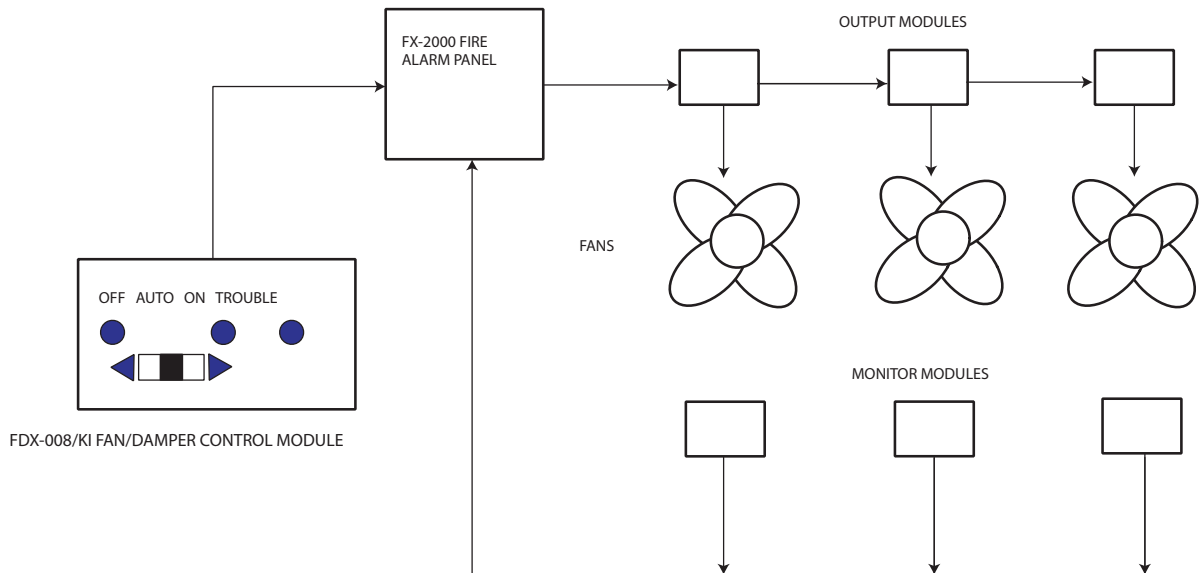 OUTPUT MODULES
FX-2000 FIRE
ALARM PANEL
FANS
OFF AUTO ON TROUBLE
MONITOR MODULES
FDX-008/KI FAN/DAMPER CONTROL MODULE